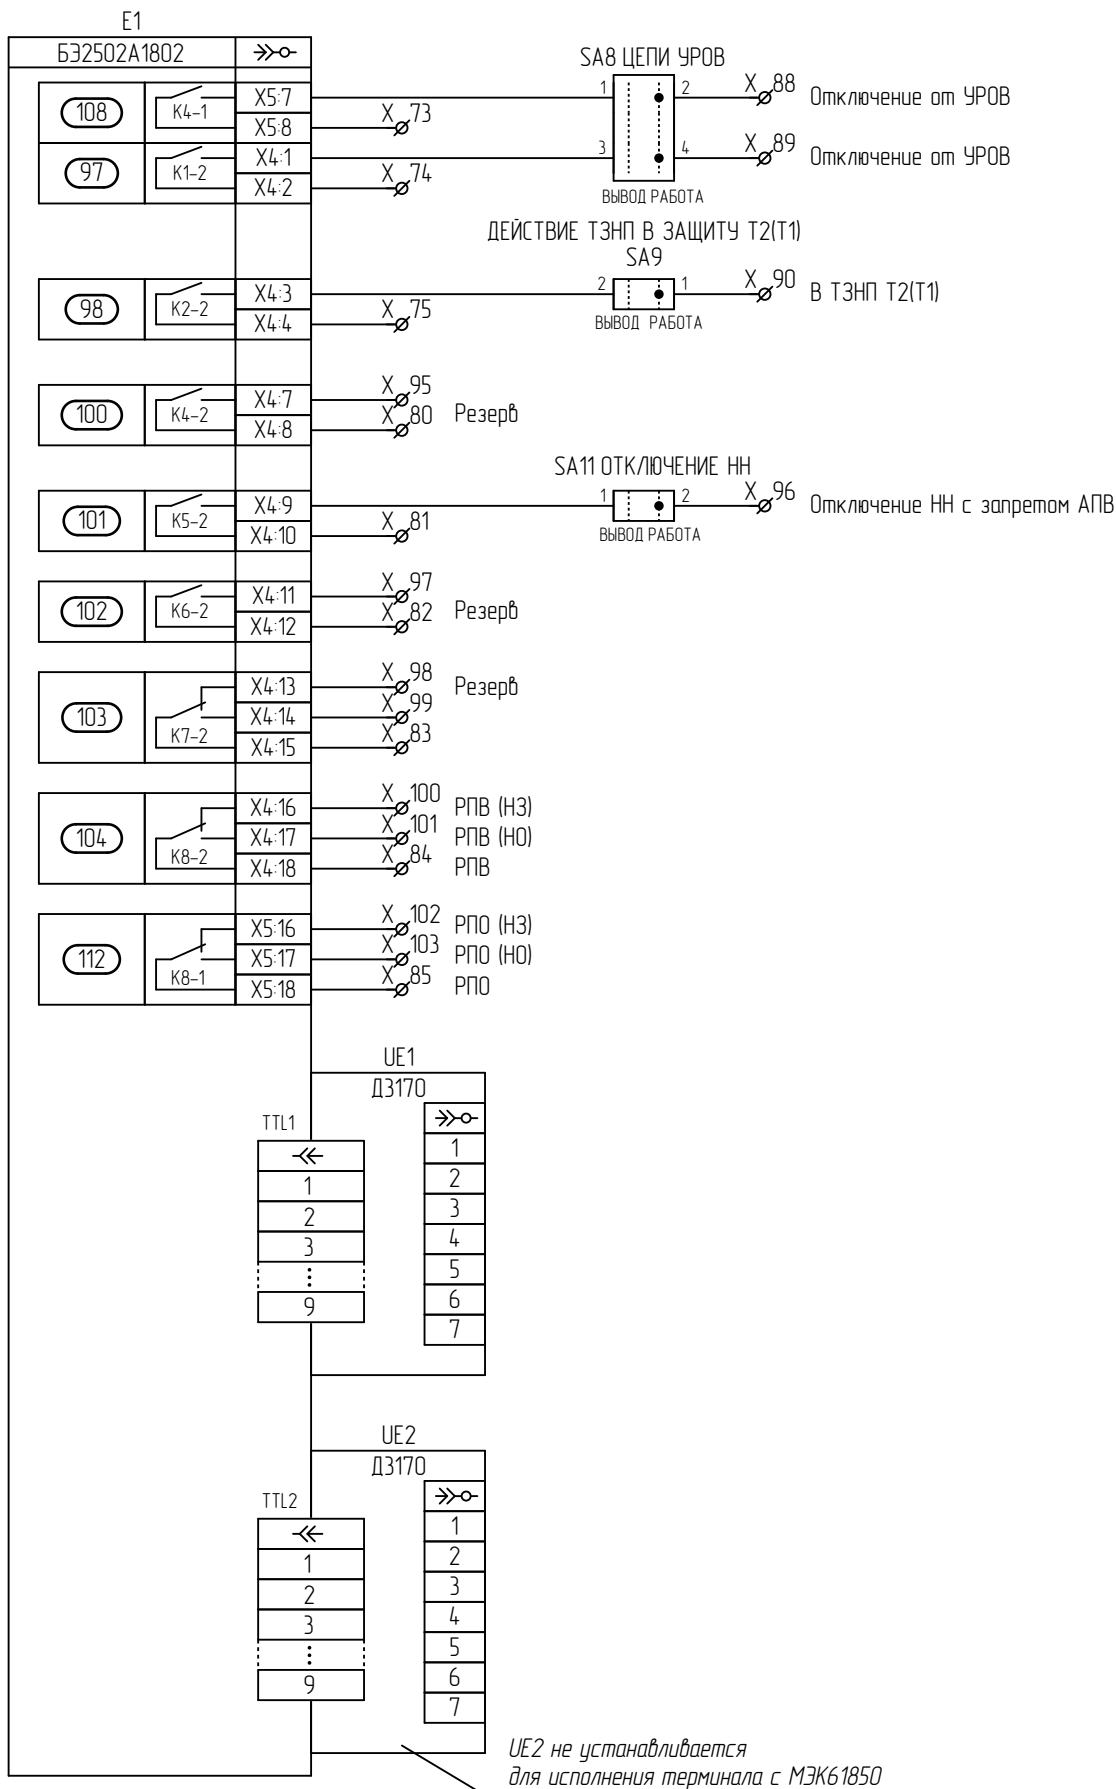 E1
БЭ2502А1802
SA8 ЦЕПИ УРОВ
108 K4-1 X5:7 1 2 X 88 Отключение от УРОВ
X5:8 X 73
97 K1-2 X4:1 3 4 X 89 Отключение от УРОВ
X4:2 X 74
ВЫВОД РАБОТА
ДЕЙСТВИЕ ТЗНП В ЗАЩИТУ Т2(Т1)
SA9
98 K2-2 X4:3 2 1 X 90 В ТЗНП Т2(Т1)
X4:4 X 75
ВЫВОД РАБОТА
100 K4-2 X4:7 X 95
X4:8 X 80 Резерв
SA11 ОТКЛЮЧЕНИЕ НН
101 K5-2 X4:9 1 2 X 96 Отключение НН с запретом АПВ
X4:10 X 81
ВЫВОД РАБОТА
102 K6-2 X4:11 X 97
X4:12 X 82 Резерв
X4:13 X 98 Резерв
103 K7-2 X4:14 X 99
X4:15 X 83
X4:16 X 100 РПВ (НЗ)
104 K8-2 X4:17 X 101 РПВ (НО)
X4:18 X 84 РПВ
X5:16 X 102 РПО (НЗ)
112 K8-1 X5:17 X 103 РПО (НО)
X5:18 X 85 РПО
UE1
Д3170
TTL1
1
2
3
9
1
2
3
4
5
6
7
UE2
Д3170
TTL2
1
2
3
9
1
2
3
4
5
6
7
UE2 не устанавливается
для исполнения терминала с МЭК61850